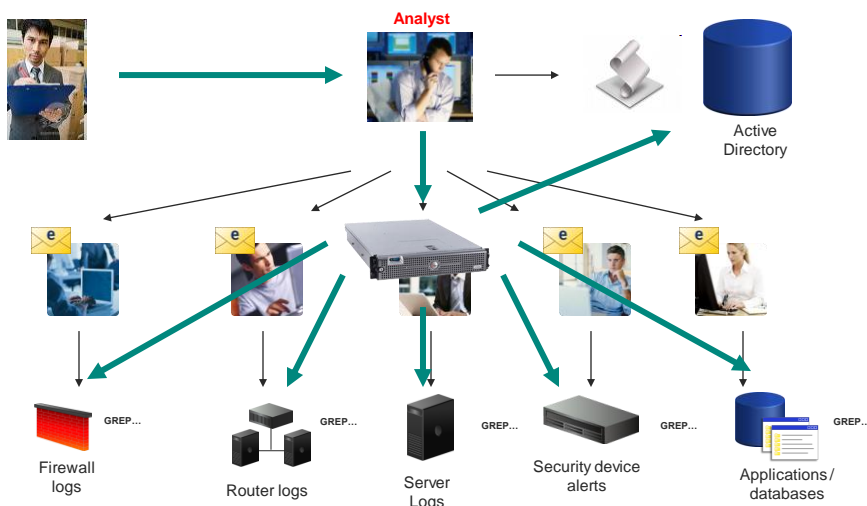 Analyst
Active
Directory
e
e
e
e
GREP…
GREP…
GREP…
GREP…
GREP…
Firewall
logs
Router logs
Server
Logs
Security device
alerts
Applications/
databases